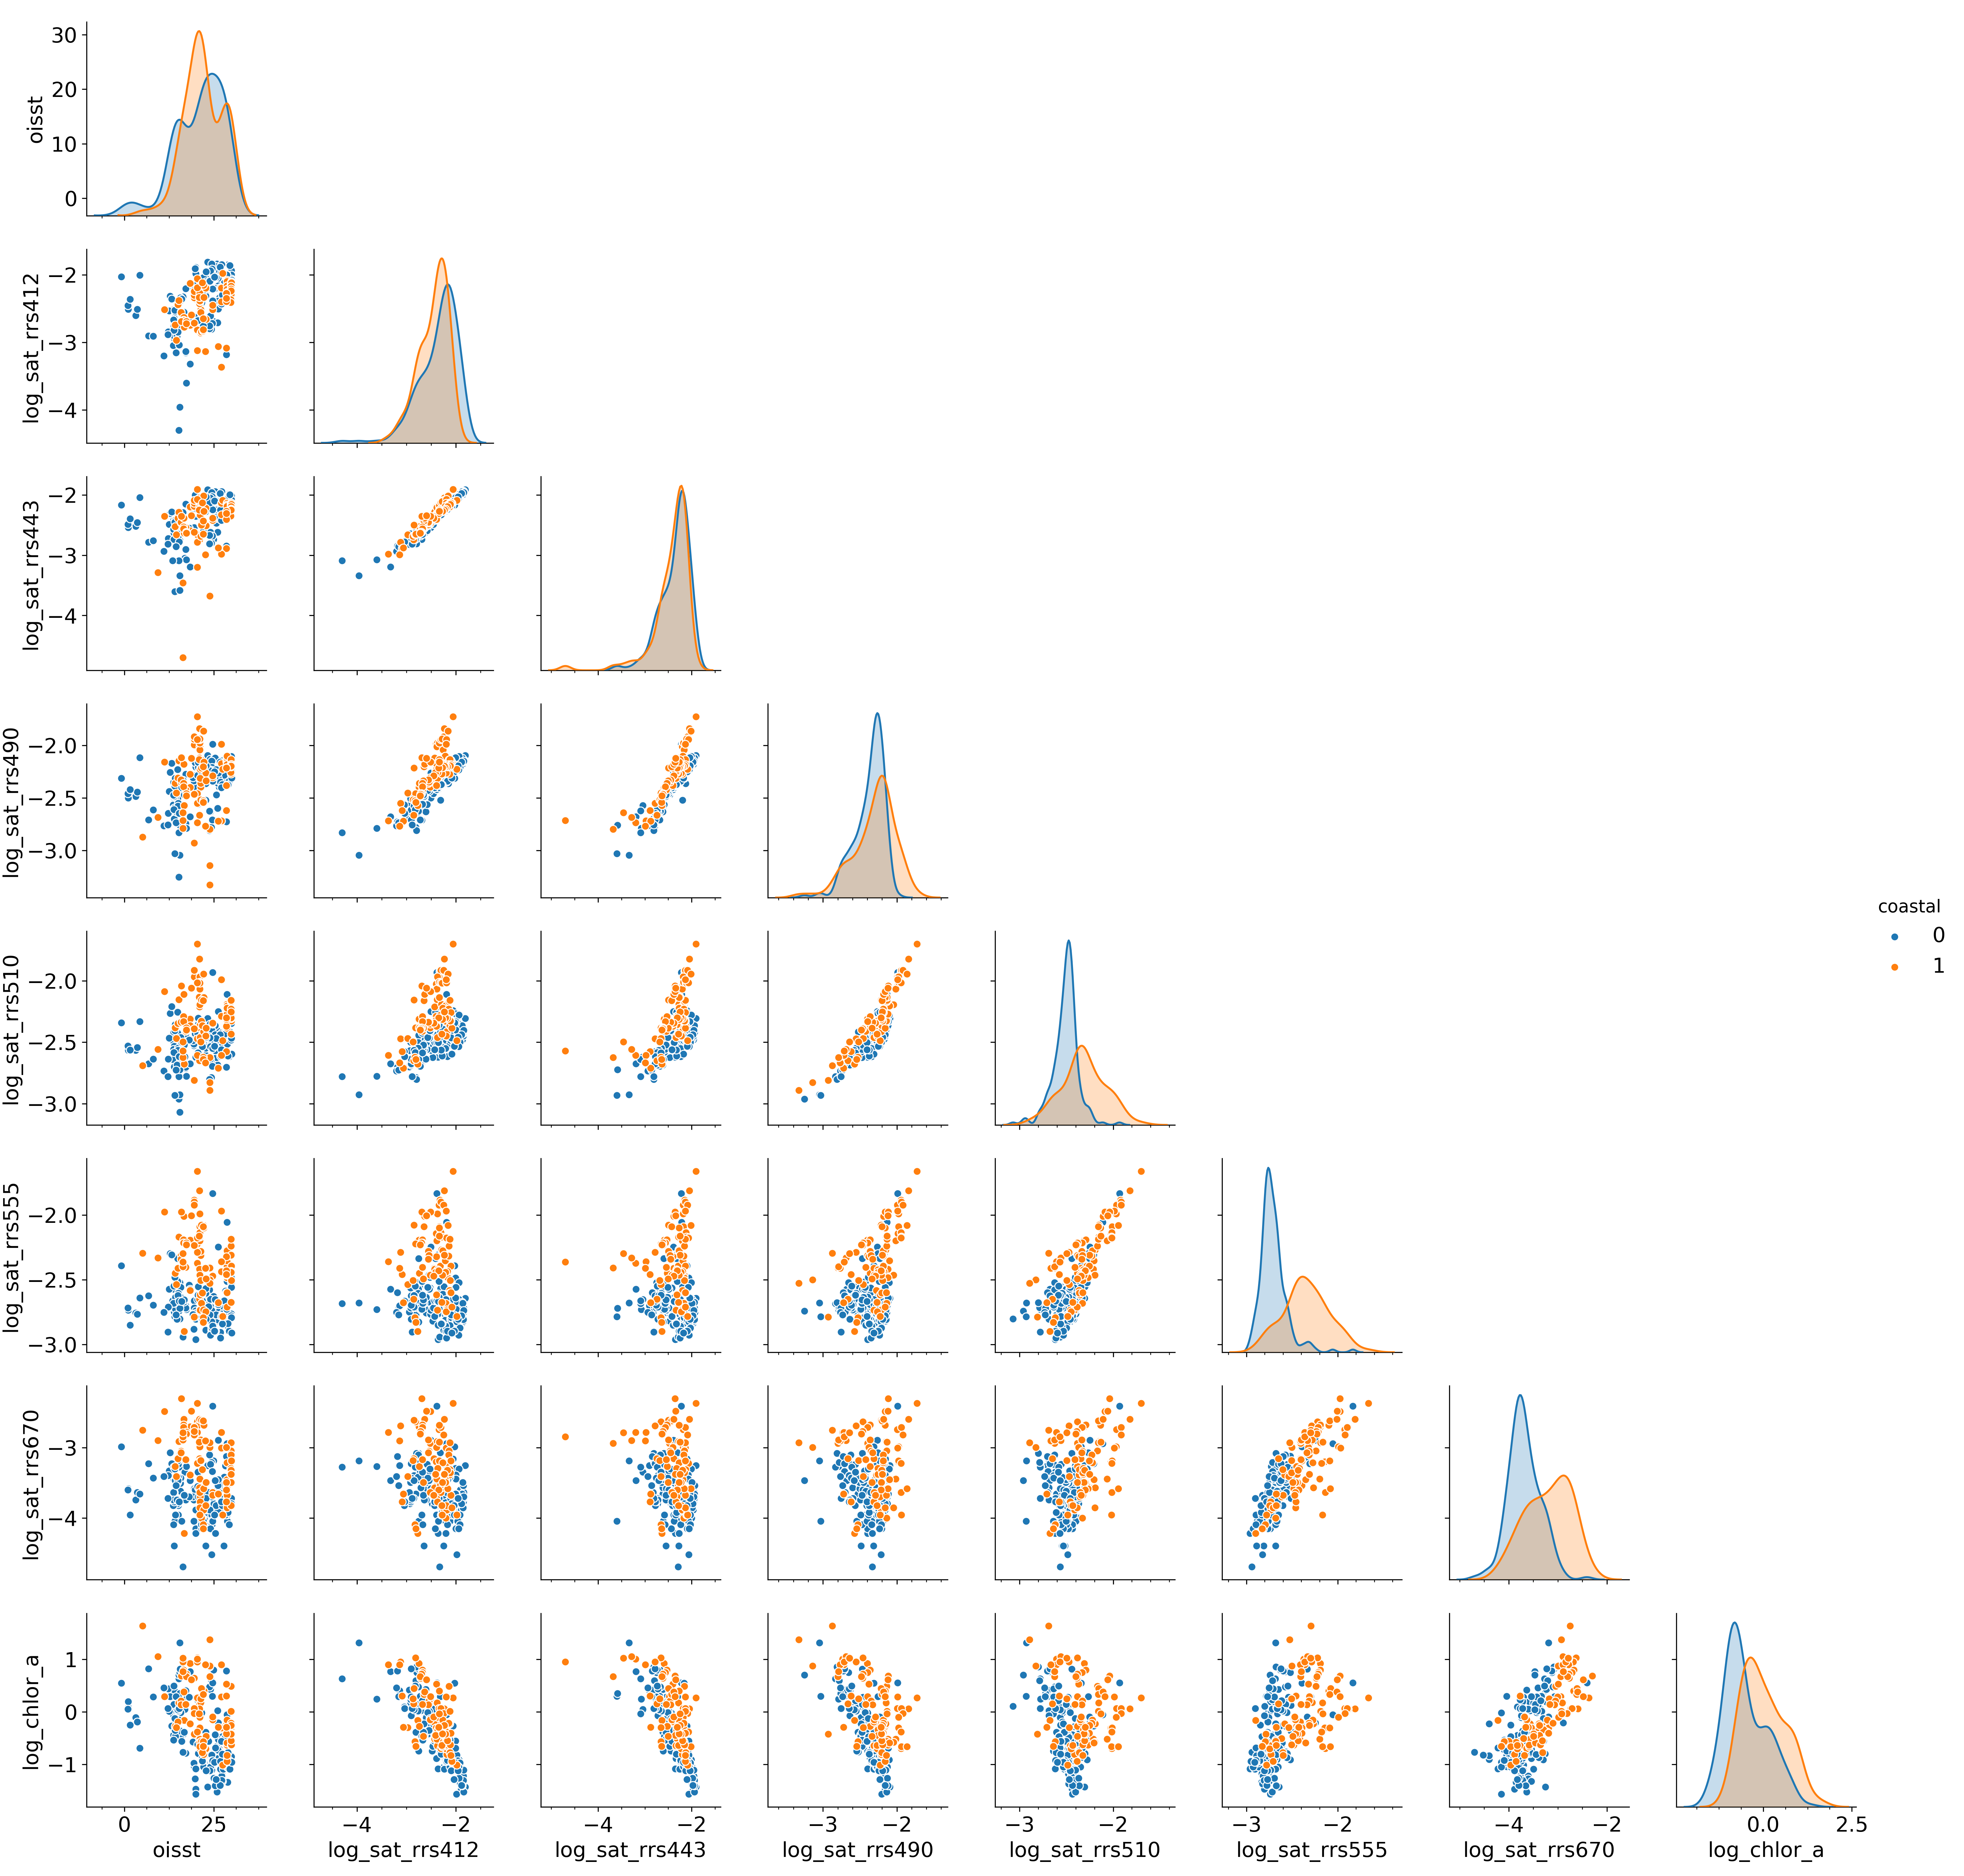 oisst
30
20
10
0
log_sat_rrs412
−2
−3
−4
log_sat_rrs443
−2
−3
−4
log_sat_rrs490
−2.0
−2.5
−3.0
log_sat_rrs510
−2.0
−2.5
−3.0
coastal
0
1
log_sat_rrs555
−2.0
−2.5
−3.0
log_sat_rrs670
−3
−4
log_chlor_a
1
0
−1
0 25 −4 −2 −4 −2 −3 −2 −3 −2 −3 −2 −4 −2 0.0 2.5
oisst log_sat_rrs412 log_sat_rrs443 log_sat_rrs490 log_sat_rrs510 log_sat_rrs555 log_sat_rrs670 log_chlor_a